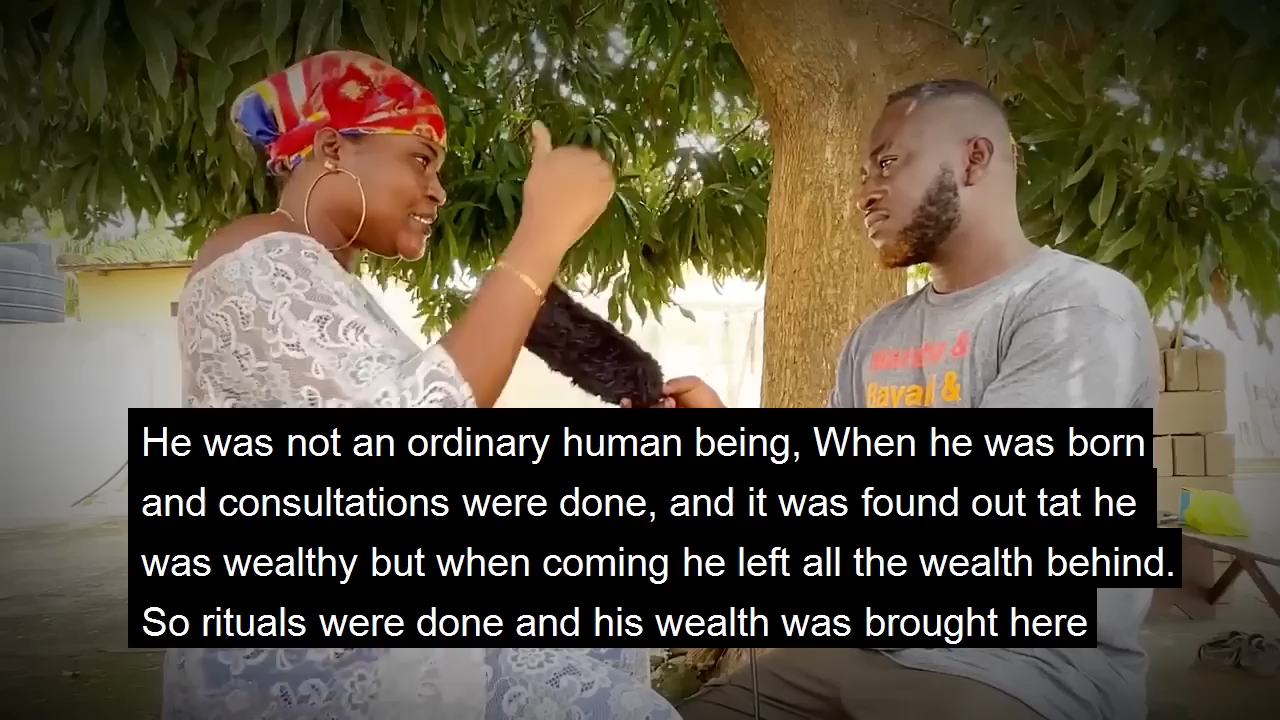 Bavaii &
He was not an ordinary human being, When he was born
and consultations were done, and it was found out tat he
was wealthy but when coming he left all the wealth behind.
So rituals were done and his wealth was brought here